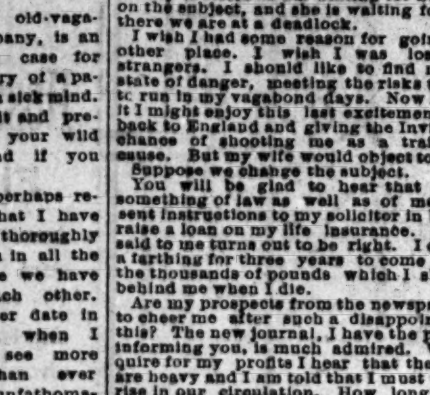 old-vaga-
pany, is an
case for
ry of a pa-
sick mind.
it and pre-
your wild
nd if you
perhaps re-
hat I have
thoroughly
n in all the
e we have
ch other.
er date in
when I
see more
han ever
unfathoma-
on the subject, and she is waiting fo
there we are at a deadlock.
I wish I had some reason for goin
other place. I wish I was los
strangers. I should like to find m
state of danger, meeting the risks
to run in my vagabond days. Now
it I might enjoy this last excitemen
back to England and giving the Inv
chance of shooting me as a trai
cause. But my wife would object to
Suppose we change the subject.
You will be glad to hear that
something of law as well as of me
sent instructions to my solicitor in
raise a loan on my life insurance.
said to me turns out to be right. I
a farthing for three years to come
the thousands of pounds which I s
behind me when I die.
Are my prospects from the newspa
to cheer me after such a disappoin
this? The new journal, I have the p
informing you, is much admired.
quire for my profits I hear that the
are heavy and I am told that I must
rise in our circulation. How long